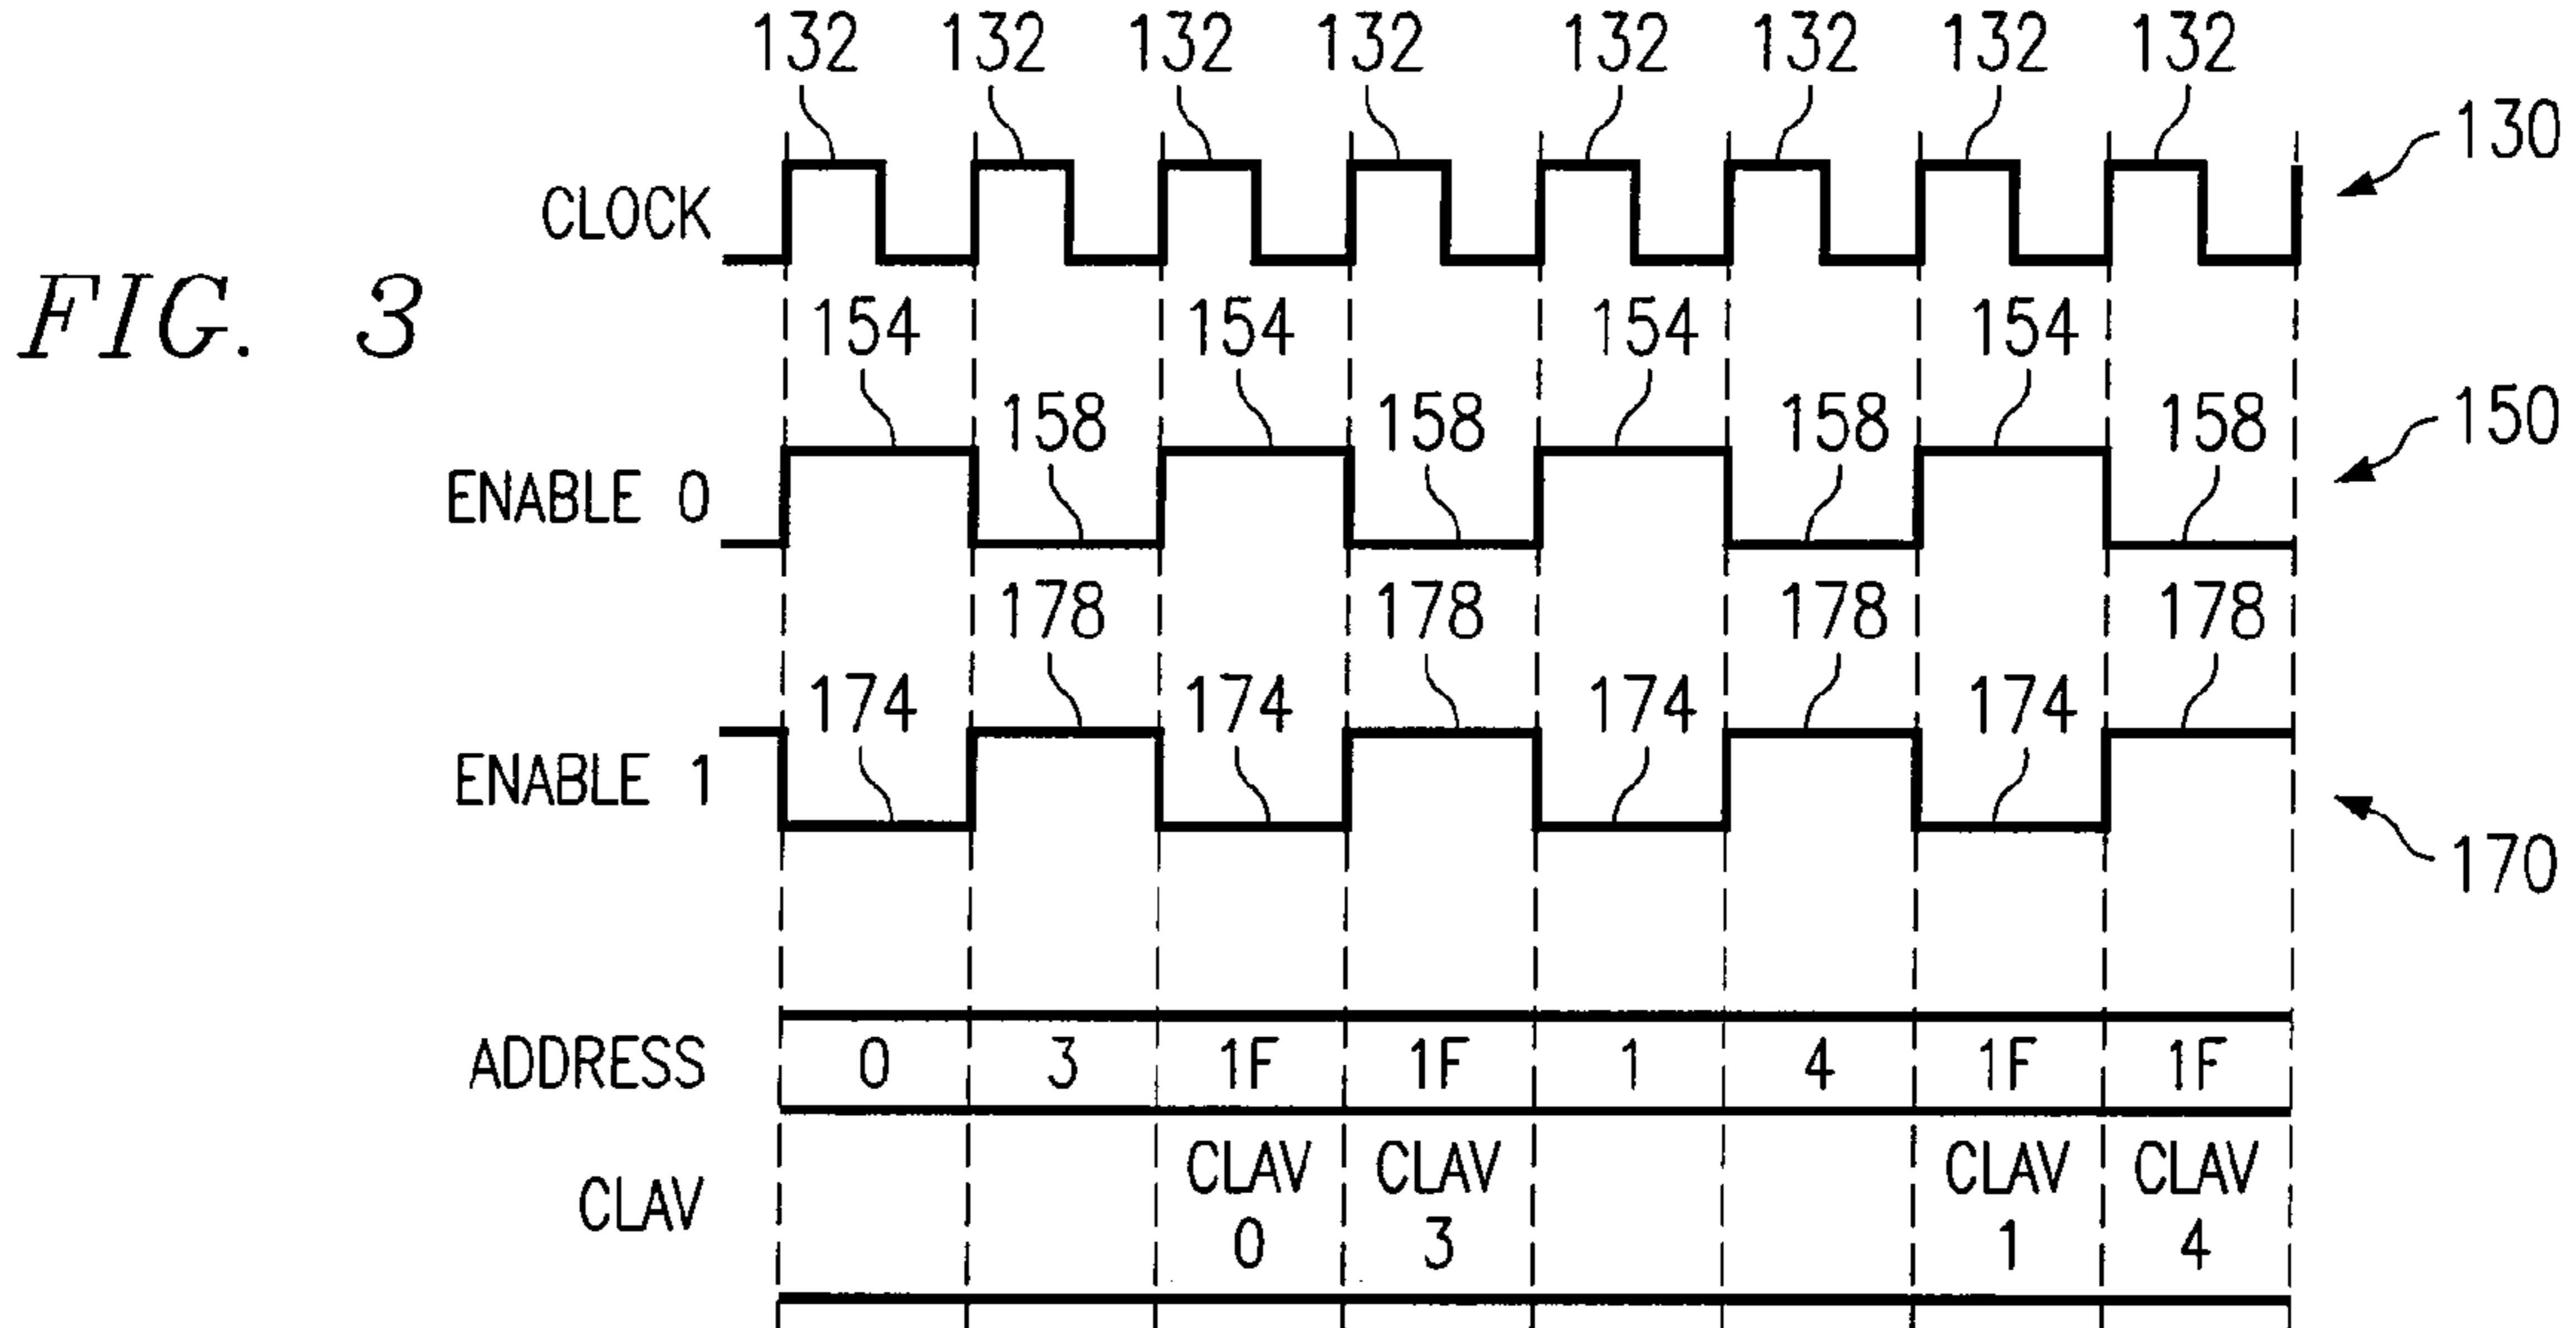 132 132 132 132 132 132 132 132
130
CLOCK
FIG. 3
154 154 154 154
150
158 158 158 158
ENABLE 0
178 178 178 178
174 174 174 174
ENABLE 1
170
ADDRESS 0 3 1F 1F 1 4 1F 1F
CLAV CLAV CLAV CLAV
CLAV
0 3 1 4